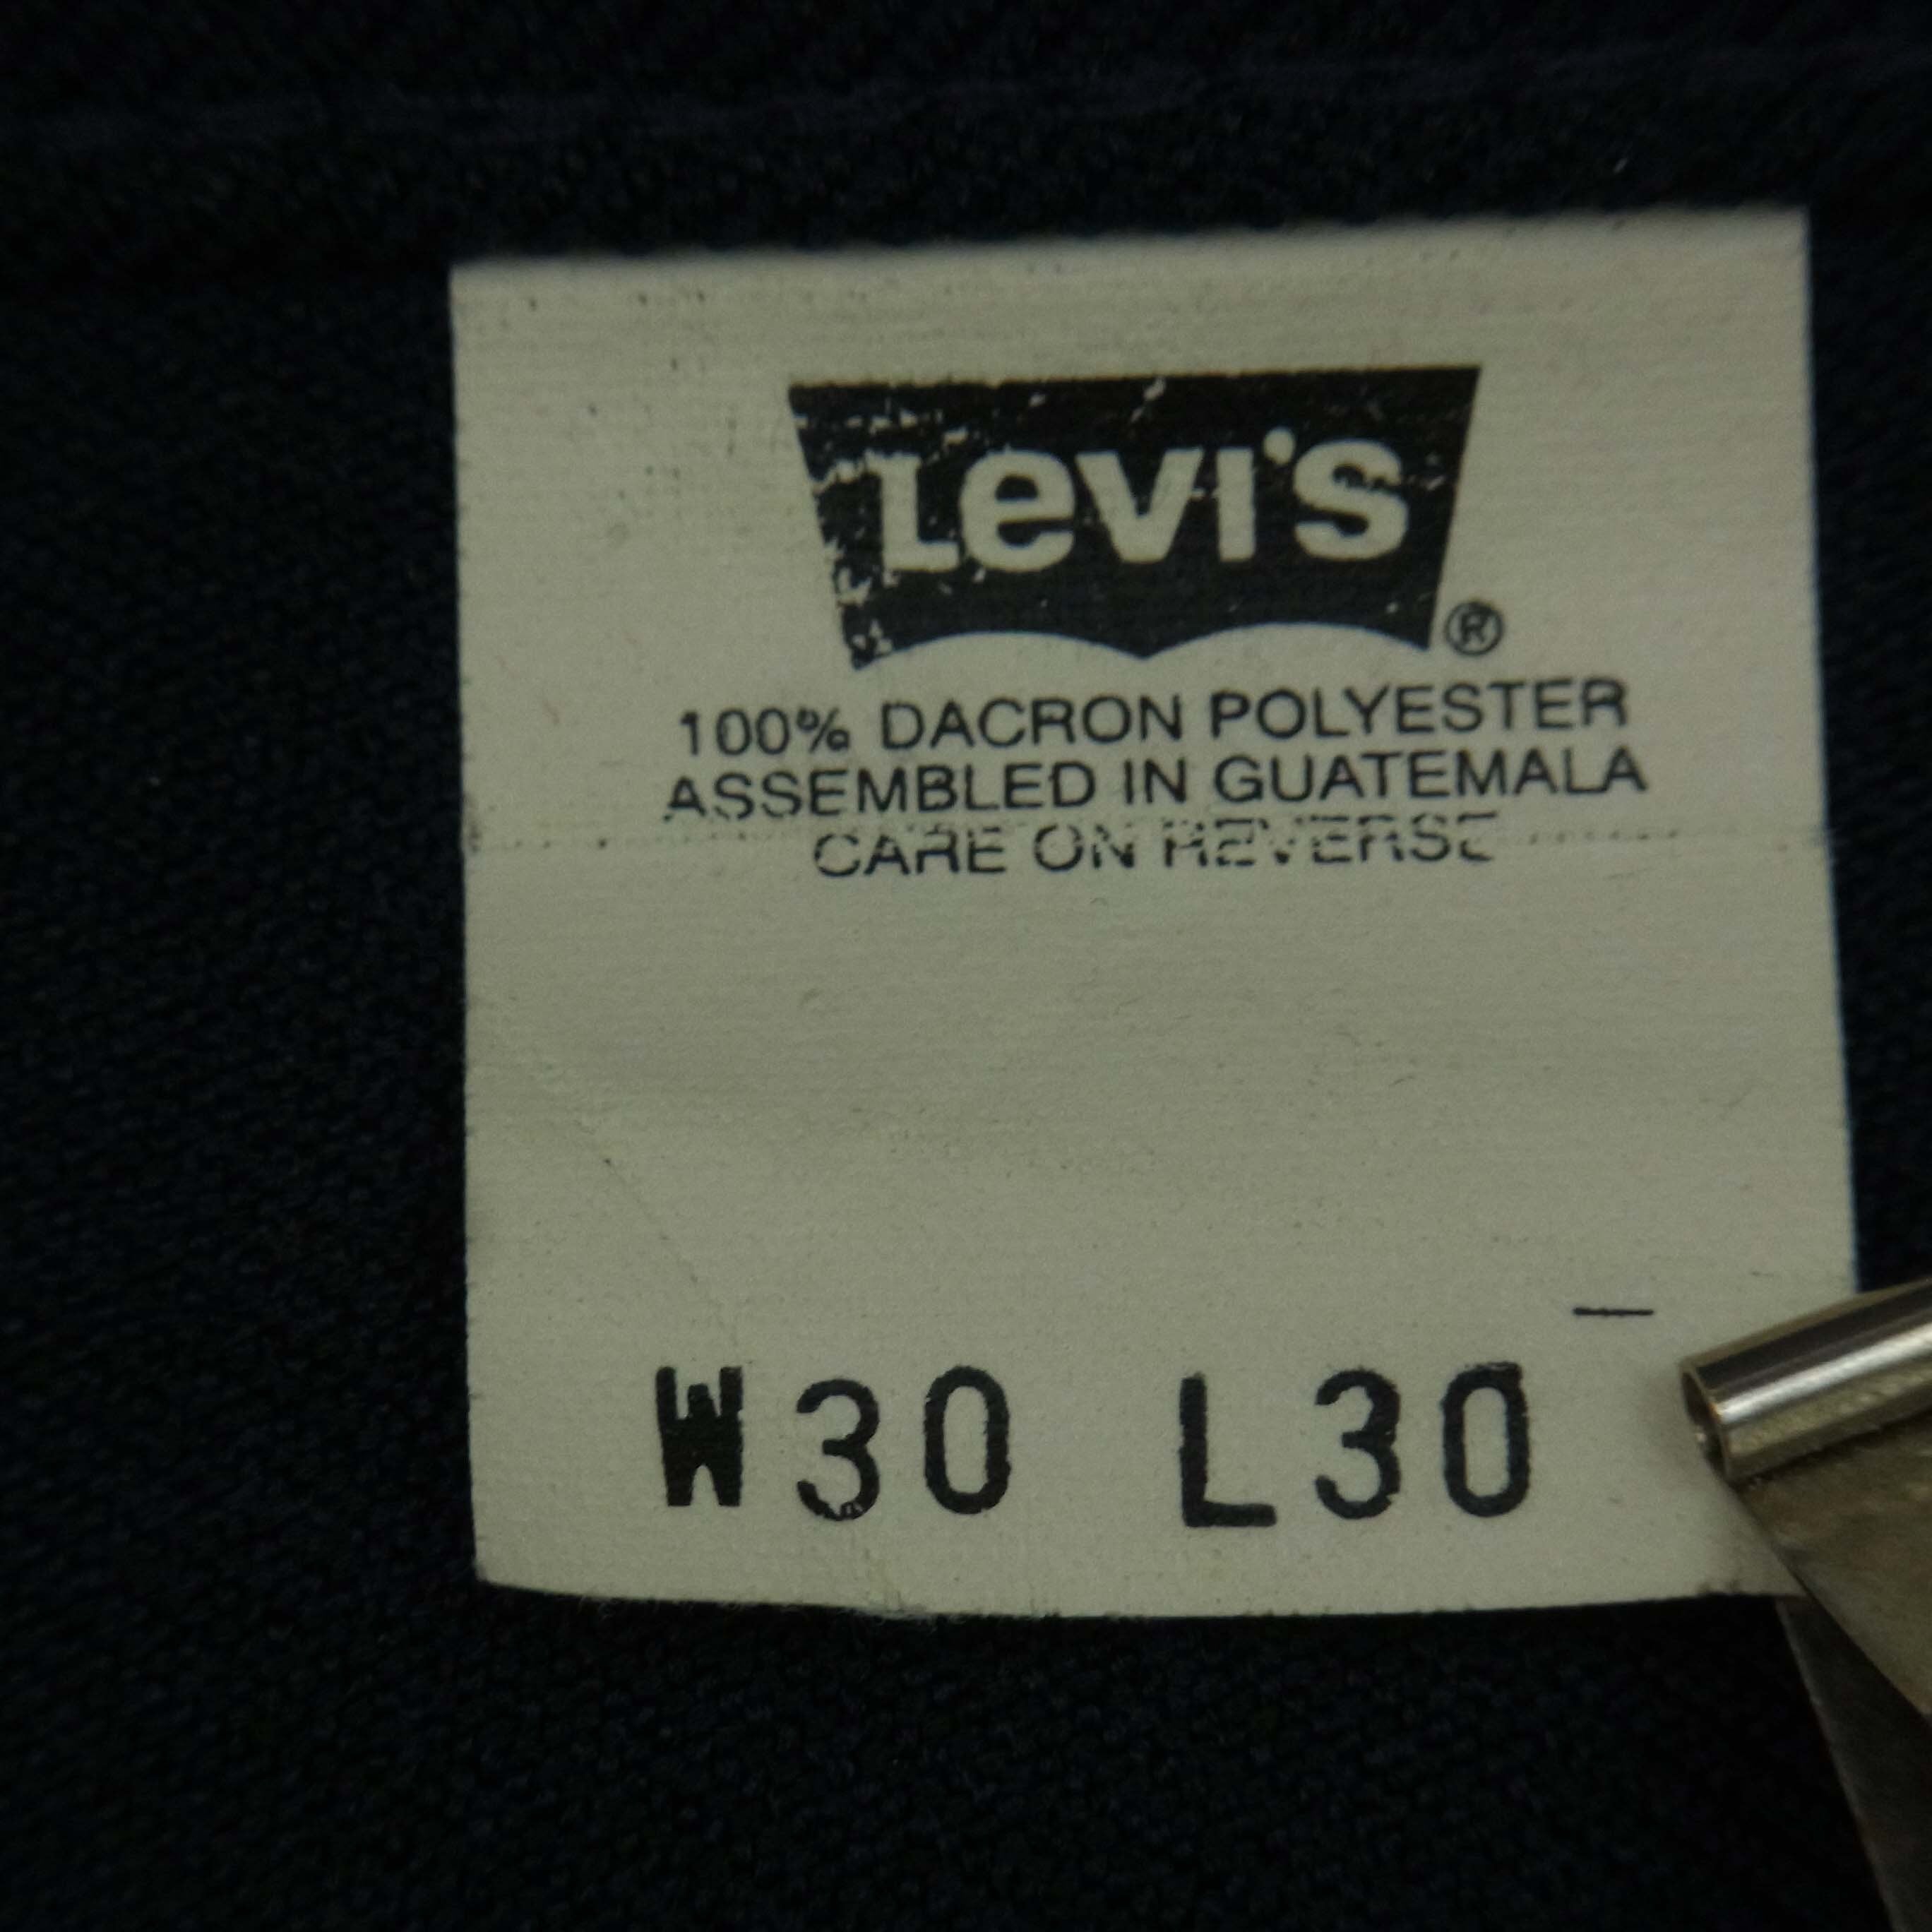 Levi's ®
100% DACRON POLYESTER
ASSEMBLED IN GUATEMALA
CARE ON REVERSE
W30 L30